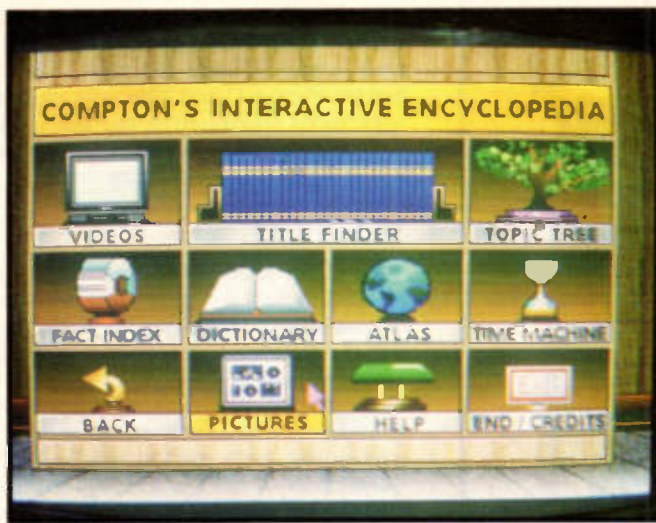 COMPTON'S INTERACTIVE ENCYCLOPEDIA
VIDEOS TITLE FINDER TOPIC TREE
FACT INDEX DICTIONARY ATLAS TIME MACHINE
BACK PICTURES HELP END / CREDITS